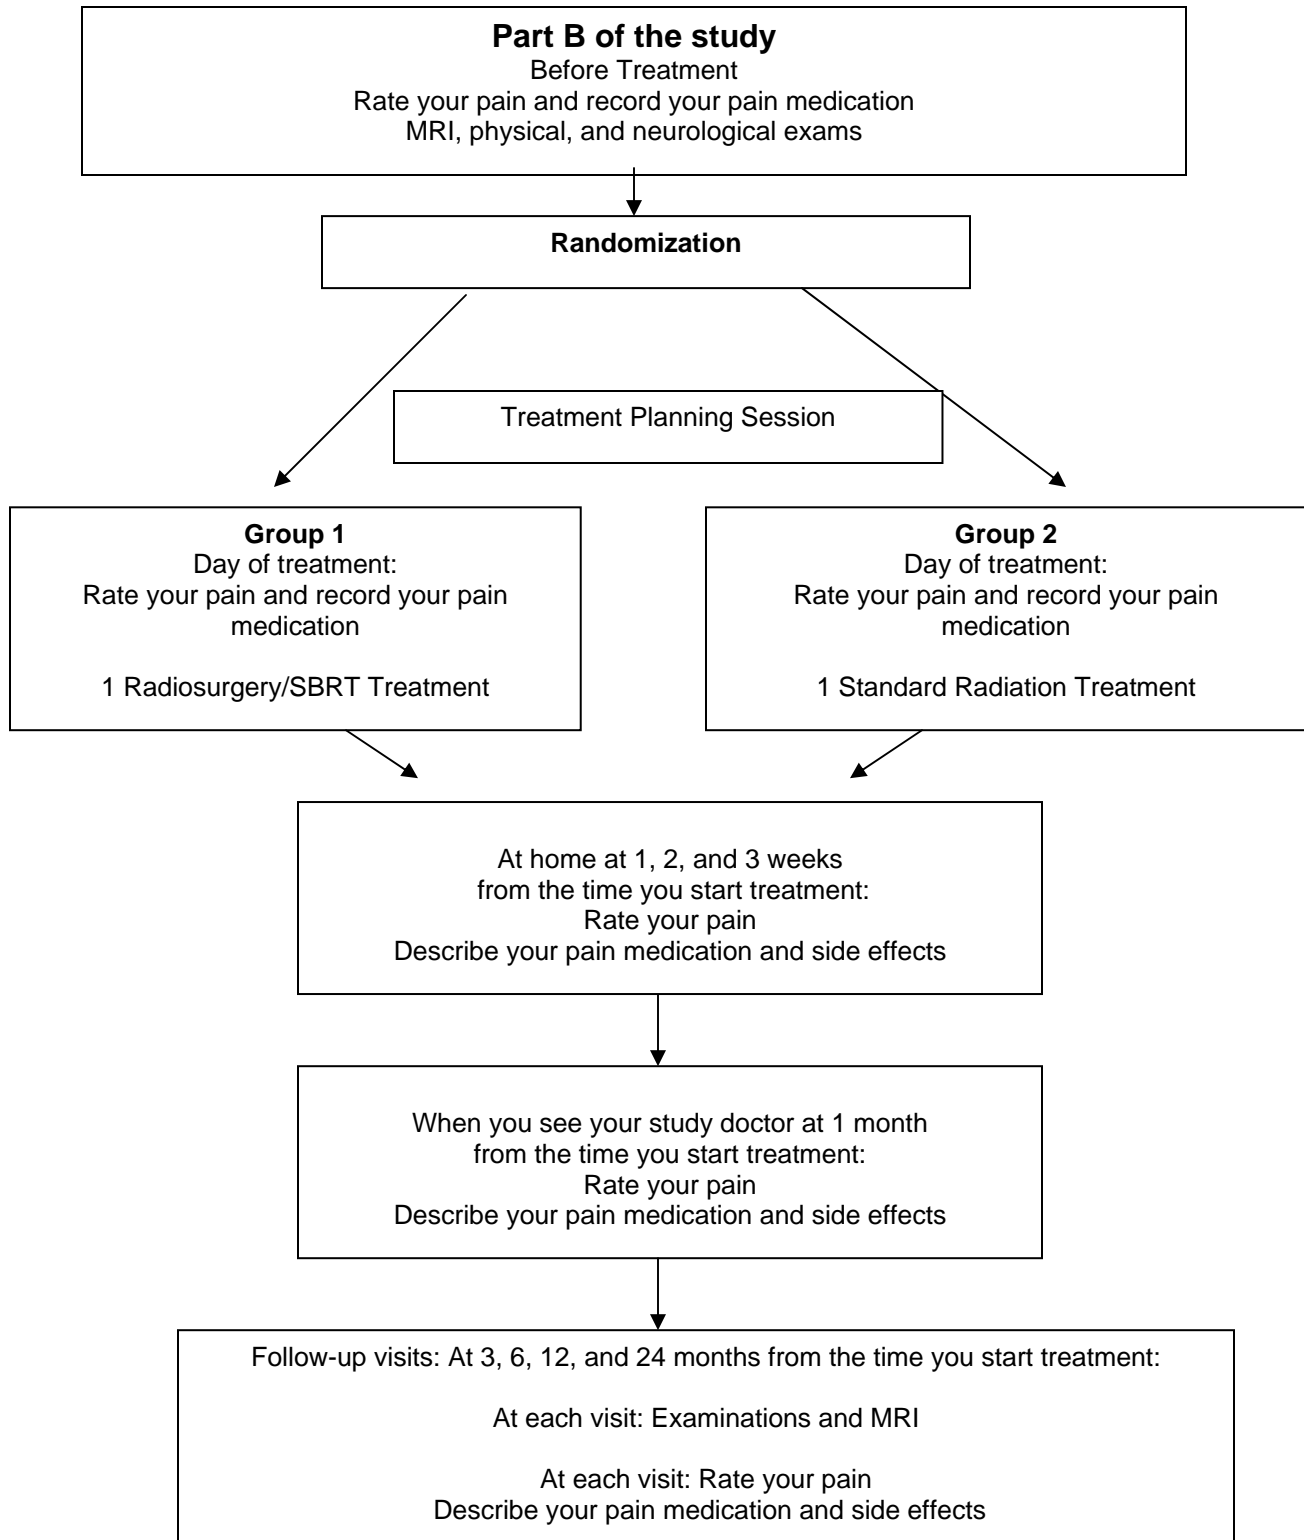 Part B of the study
Before Treatment
Rate your pain and record your pain medication
MRI, physical, and neurological exams
Randomization
Treatment Planning Session
Group 1
Day of treatment:
Rate your pain and record your pain
medication
1 Radiosurgery/SBRT Treatment
Group 2
Day of treatment:
Rate your pain and record your pain
medication
1 Standard Radiation Treatment
At home at 1, 2, and 3 weeks
from the time you start treatment:
Rate your pain
Describe your pain medication and side effects
When you see your study doctor at 1 month
from the time you start treatment:
Rate your pain
Describe your pain medication and side effects
Follow-up visits: At 3, 6, 12, and 24 months from the time you start treatment:
At each visit: Examinations and MRI
At each visit: Rate your pain
Describe your pain medication and side effects